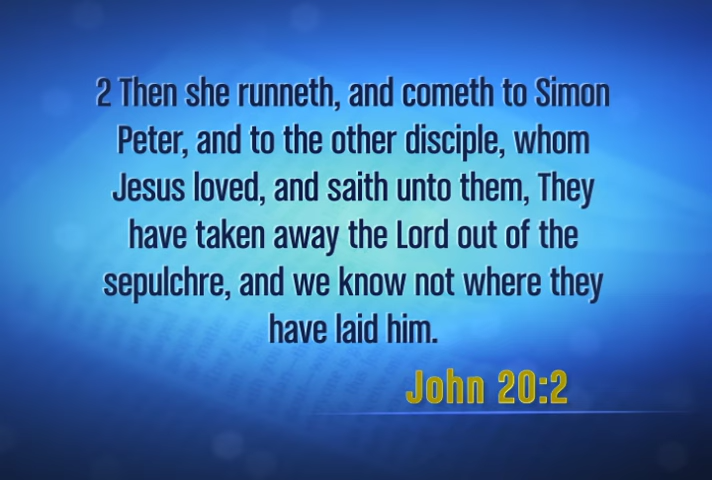 2 Then she runneth, and cometh to Simon
Peter, and to the other disciple, whom
Jesus loved, and saith unto them, They
have taken away the Lord out of the
sepulchre, and we know not where they
have laid him.
John 20:2